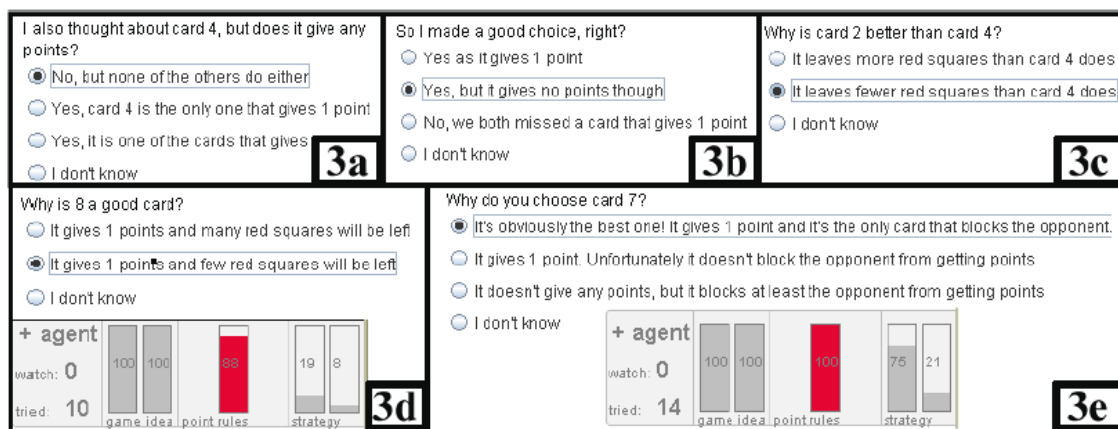 I also thought about card 4, but does it give any
points?
No, but none of the others do either
Yes, card 4 is the only one that gives 1 point
Yes, it is one of the cards that gives
I don't know
3a
So I made a good choice, right?
Yes as it gives 1 point
Yes, but it gives no points though
No, we both missed a card that gives 1 point
I don't know
3b
Why is card 2 better than card 4?
It leaves more red squares than card 4 does
It leaves fewer red squares than card 4 does
I don't know
3c
Why is 8 a good card?
It gives 1 points and many red squares will be left
It gives 1 points and few red squares will be left
I don't know
+ agent
watch: 0
tried: 10
100 100 88 19 8
game idea point rules strategy
3d
Why do you choose card 7?
It's obviously the best one! It gives 1 point and it's the only card that blocks the opponent.
It gives 1 point. Unfortunately it doesn't block the opponent from getting points
It doesn't give any points, but it blocks at least the opponent from getting points
I don't know
+ agent
watch: 0
tried: 14
100 100 100 75 21
game idea point rules strategy
3e